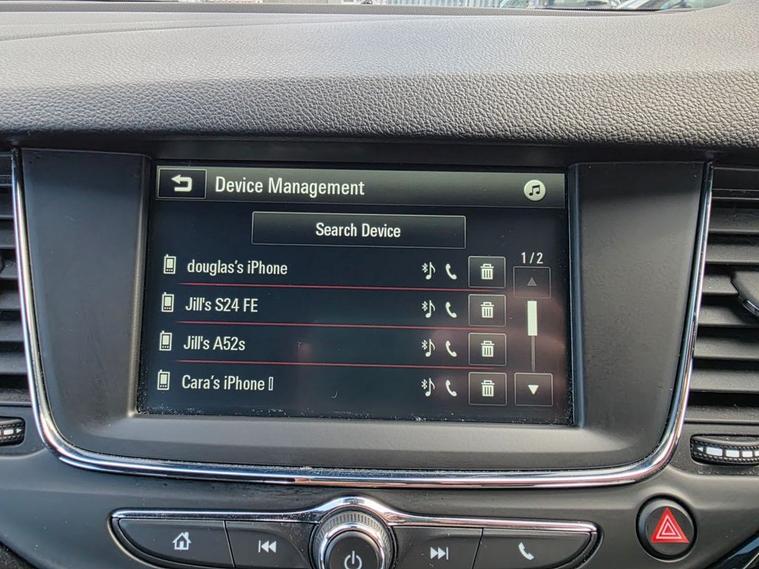 Device Management
Search Device
1/2
douglas's iPhone
Jill's S24 FE
Jill's A52s
Cara's iPhone